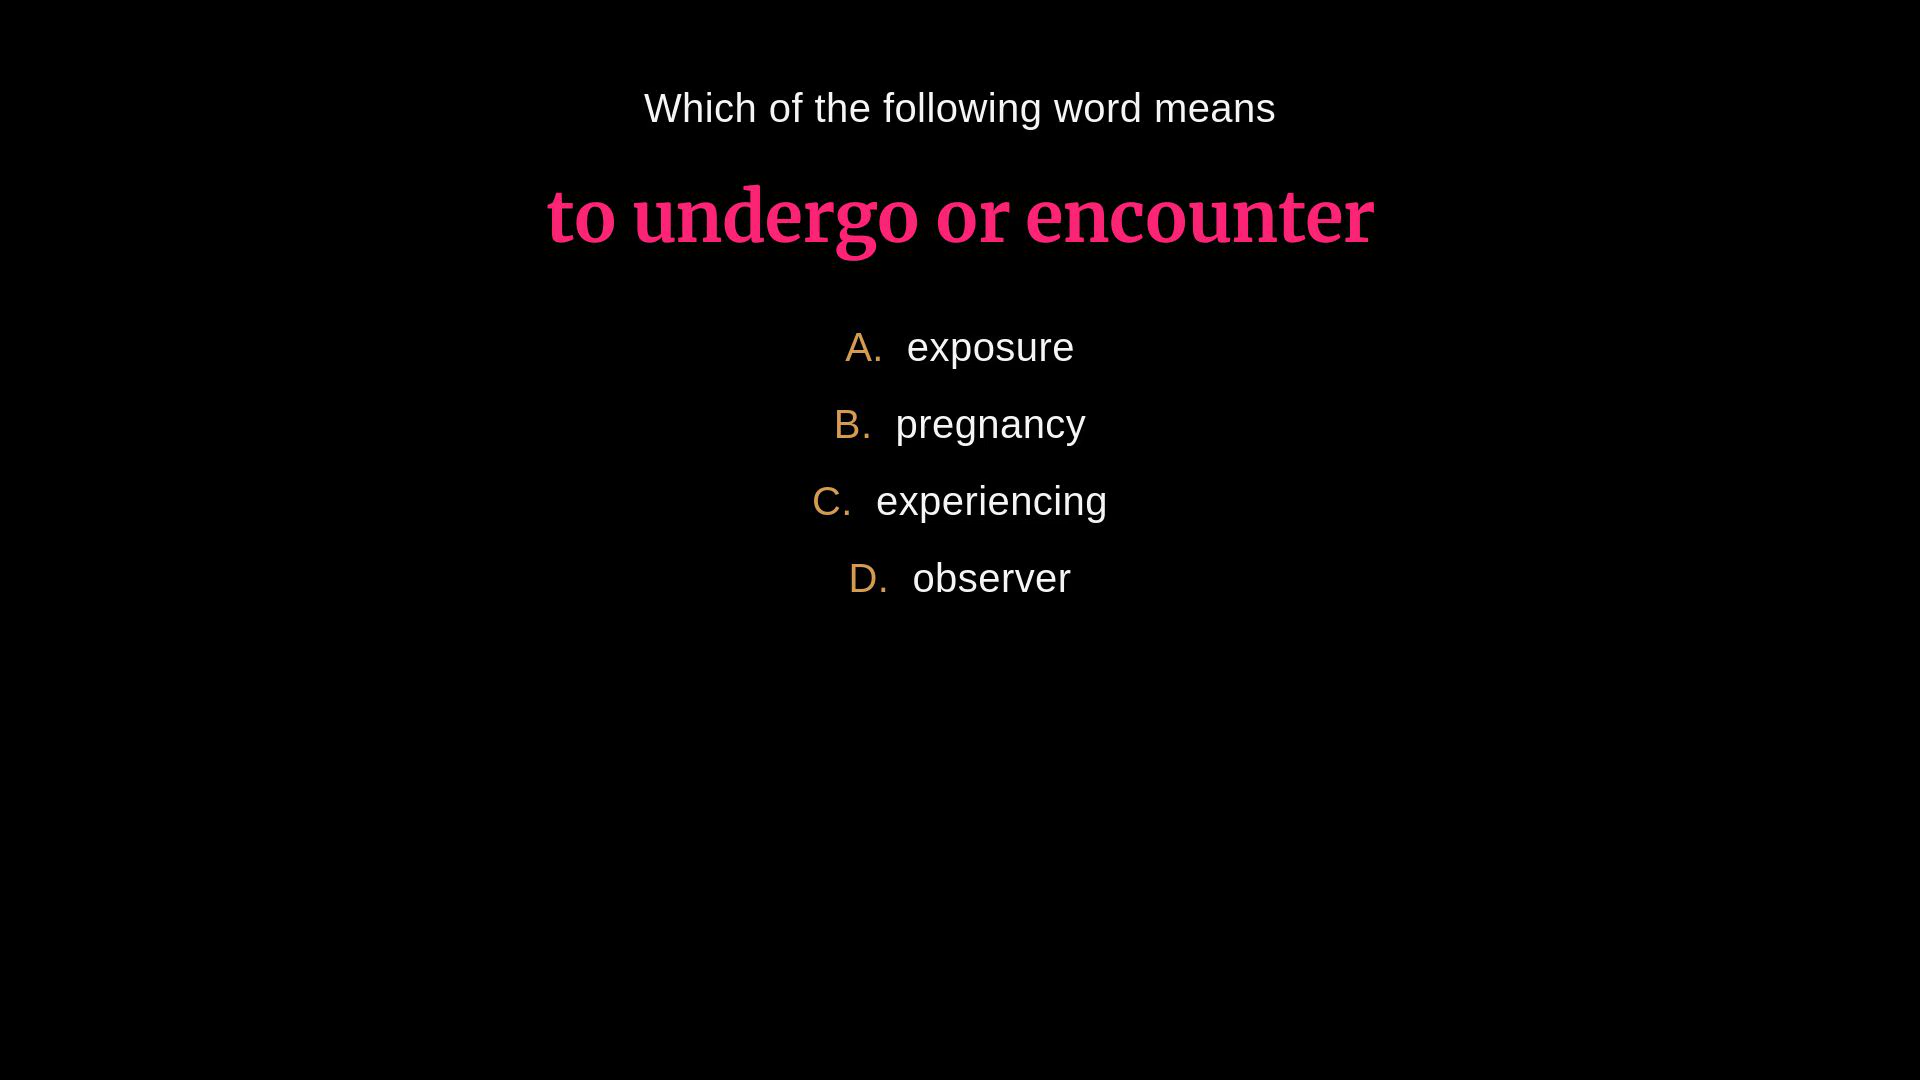 Which of the following word means
to undergo or encounter
A. exposure
B. pregnancy
C. experiencing
D. observer